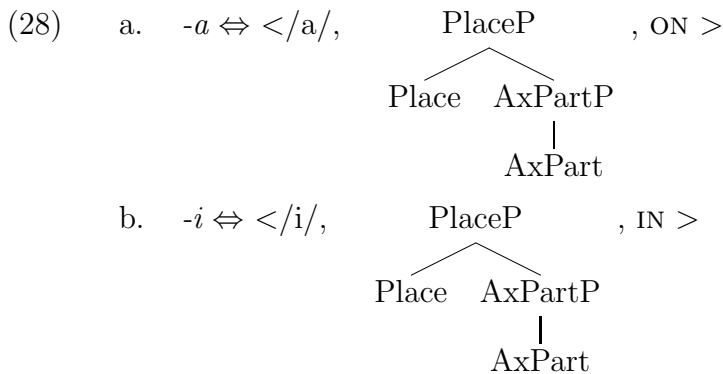 (28) a. -a ⇔ </a/, PlaceP , ON >
Place AxPartP
AxPart
b. -i ⇔ </i/, PlaceP , IN >
Place AxPartP
AxPart